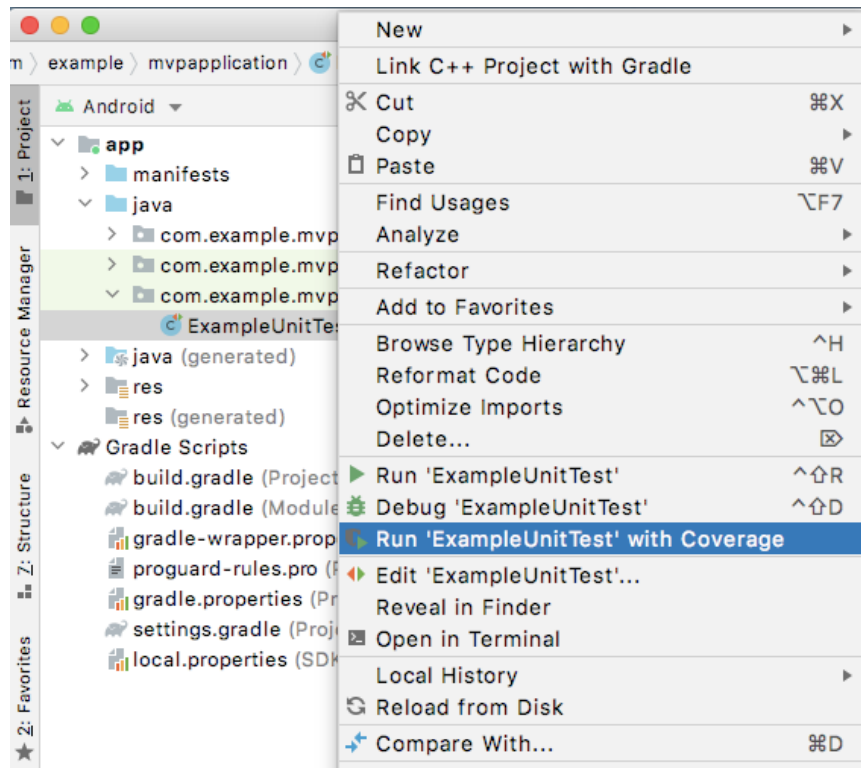 m 〉 example 〉 mvpapplication 〉
1: Project
Resource Manager
Z: Structure
2: Favorites
Android
app
manifests
java
com.example.mvp
com.example.mvp
com.example.mvp
ExampleUnitTes
java (generated)
res
res (generated)
Gradle Scripts
build.gradle (Project
build.gradle (Module
gradle-wrapper.prop
proguard-rules.pro (P
gradle.properties (Pr
settings.gradle (Proje
local.properties (SDK
New
Link C++ Project with Gradle
Cut ⌘X
Copy
Paste ⌘V
Find Usages ⌥F7
Analyze
Refactor
Add to Favorites
Browse Type Hierarchy ^H
Reformat Code ⌥⌘L
Optimize Imports ^⌥O
Delete... ⌦
Run 'ExampleUnitTest' ^⇧R
Debug 'ExampleUnitTest' ^⇧D
Run 'ExampleUnitTest' with Coverage
Edit 'ExampleUnitTest'...
Reveal in Finder
Open in Terminal
Local History
Reload from Disk
Compare With... ⌘D